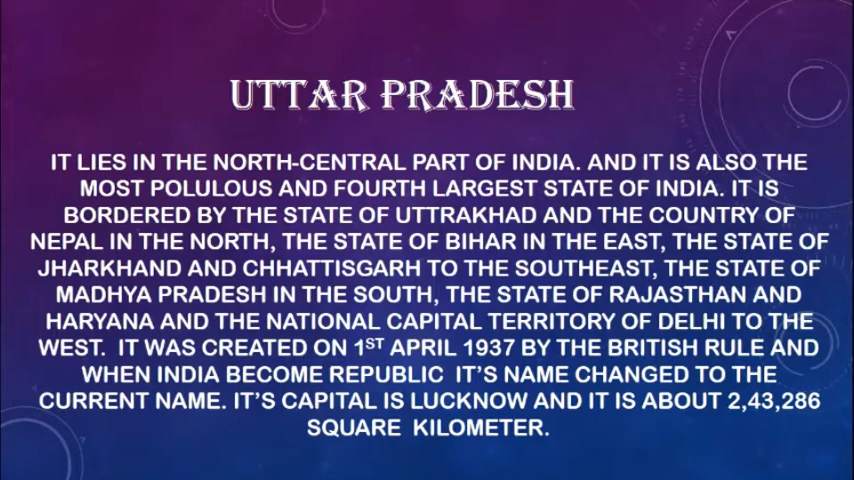 UTTAR PRADESH
IT LIES IN THE NORTH-CENTRAL PART OF INDIA. AND IT IS ALSO THE
MOST POLULOUS AND FOURTH LARGEST STATE OF INDIA. IT IS
BORDERED BY THE STATE OF UTTRAKHAD AND THE COUNTRY OF
NEPAL IN THE NORTH, THE STATE OF BIHAR IN THE EAST, THE STATE OF
JHARKHAND AND CHHATTISGARH TO THE SOUTHEAST, THE STATE OF
MADHYA PRADESH IN THE SOUTH, THE STATE OF RAJASTHAN AND
HARYANA AND THE NATIONAL CAPITAL TERRITORY OF DELHI TO THE
WEST. IT WAS CREATED ON 1ST APRIL 1937 BY THE BRITISH RULE AND
WHEN INDIA BECOME REPUBLIC IT'S NAME CHANGED TO THE
CURRENT NAME. IT'S CAPITAL IS LUCKNOW AND IT IS ABOUT 2,43,286
SQUARE KILOMETER.